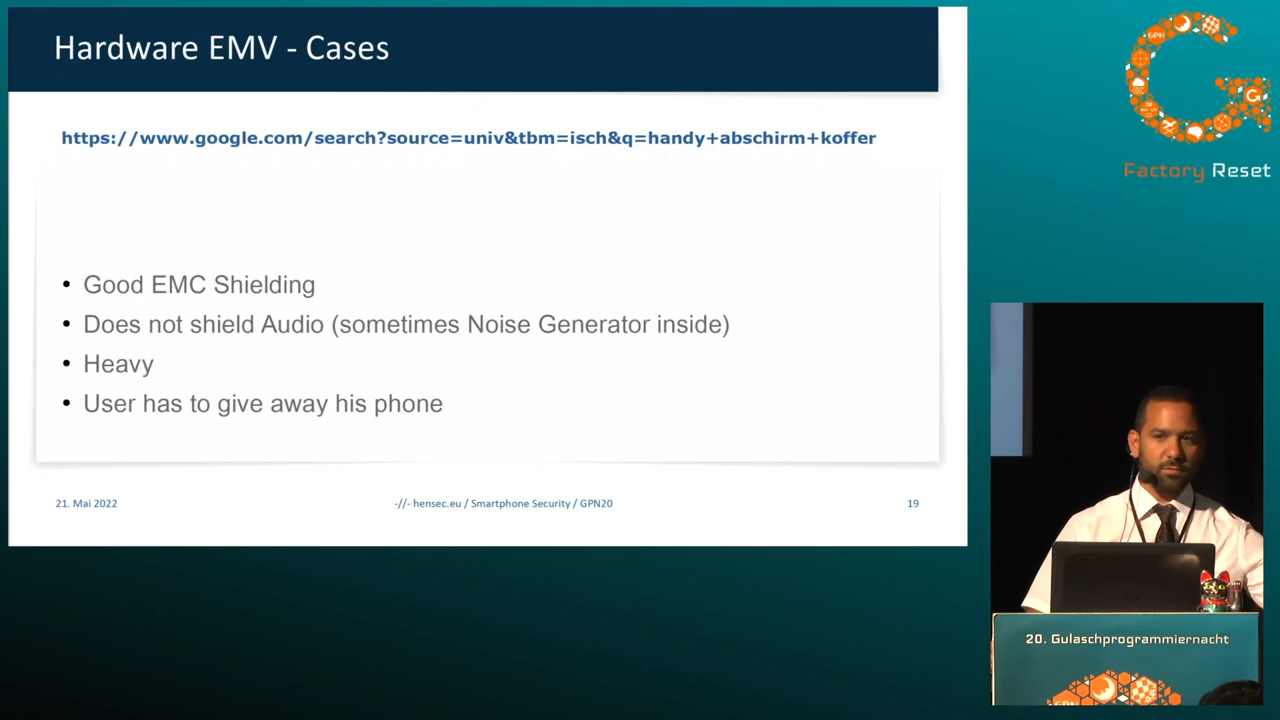 Hardware EMV - Cases
https://www.google.com/search?source=univ&tbm=isch&q=handy+abschirm+koffer
• Good EMC Shielding
• Does not shield Audio (sometimes Noise Generator inside)
• Heavy
• User has to give away his phone
21. Mai 2022
-//- hensec.eu / Smartphone Security / GPN20
19
GPN
G
Factory Reset
20. Gulaschprogrammiernacht
GPN